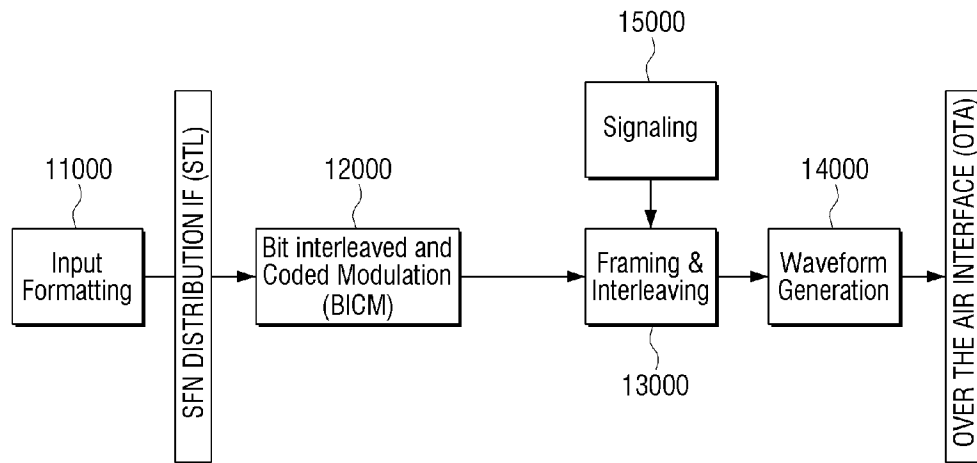 15000
Signaling
11000
Input
Formatting
SFN DISTRIBUTION IF (STL)
12000
Bit interleaved and
Coded Modulation
(BICM)
Framing &
Interleaving
13000
14000
Waveform
Generation
OVER THE AIR INTERFACE (OTA)